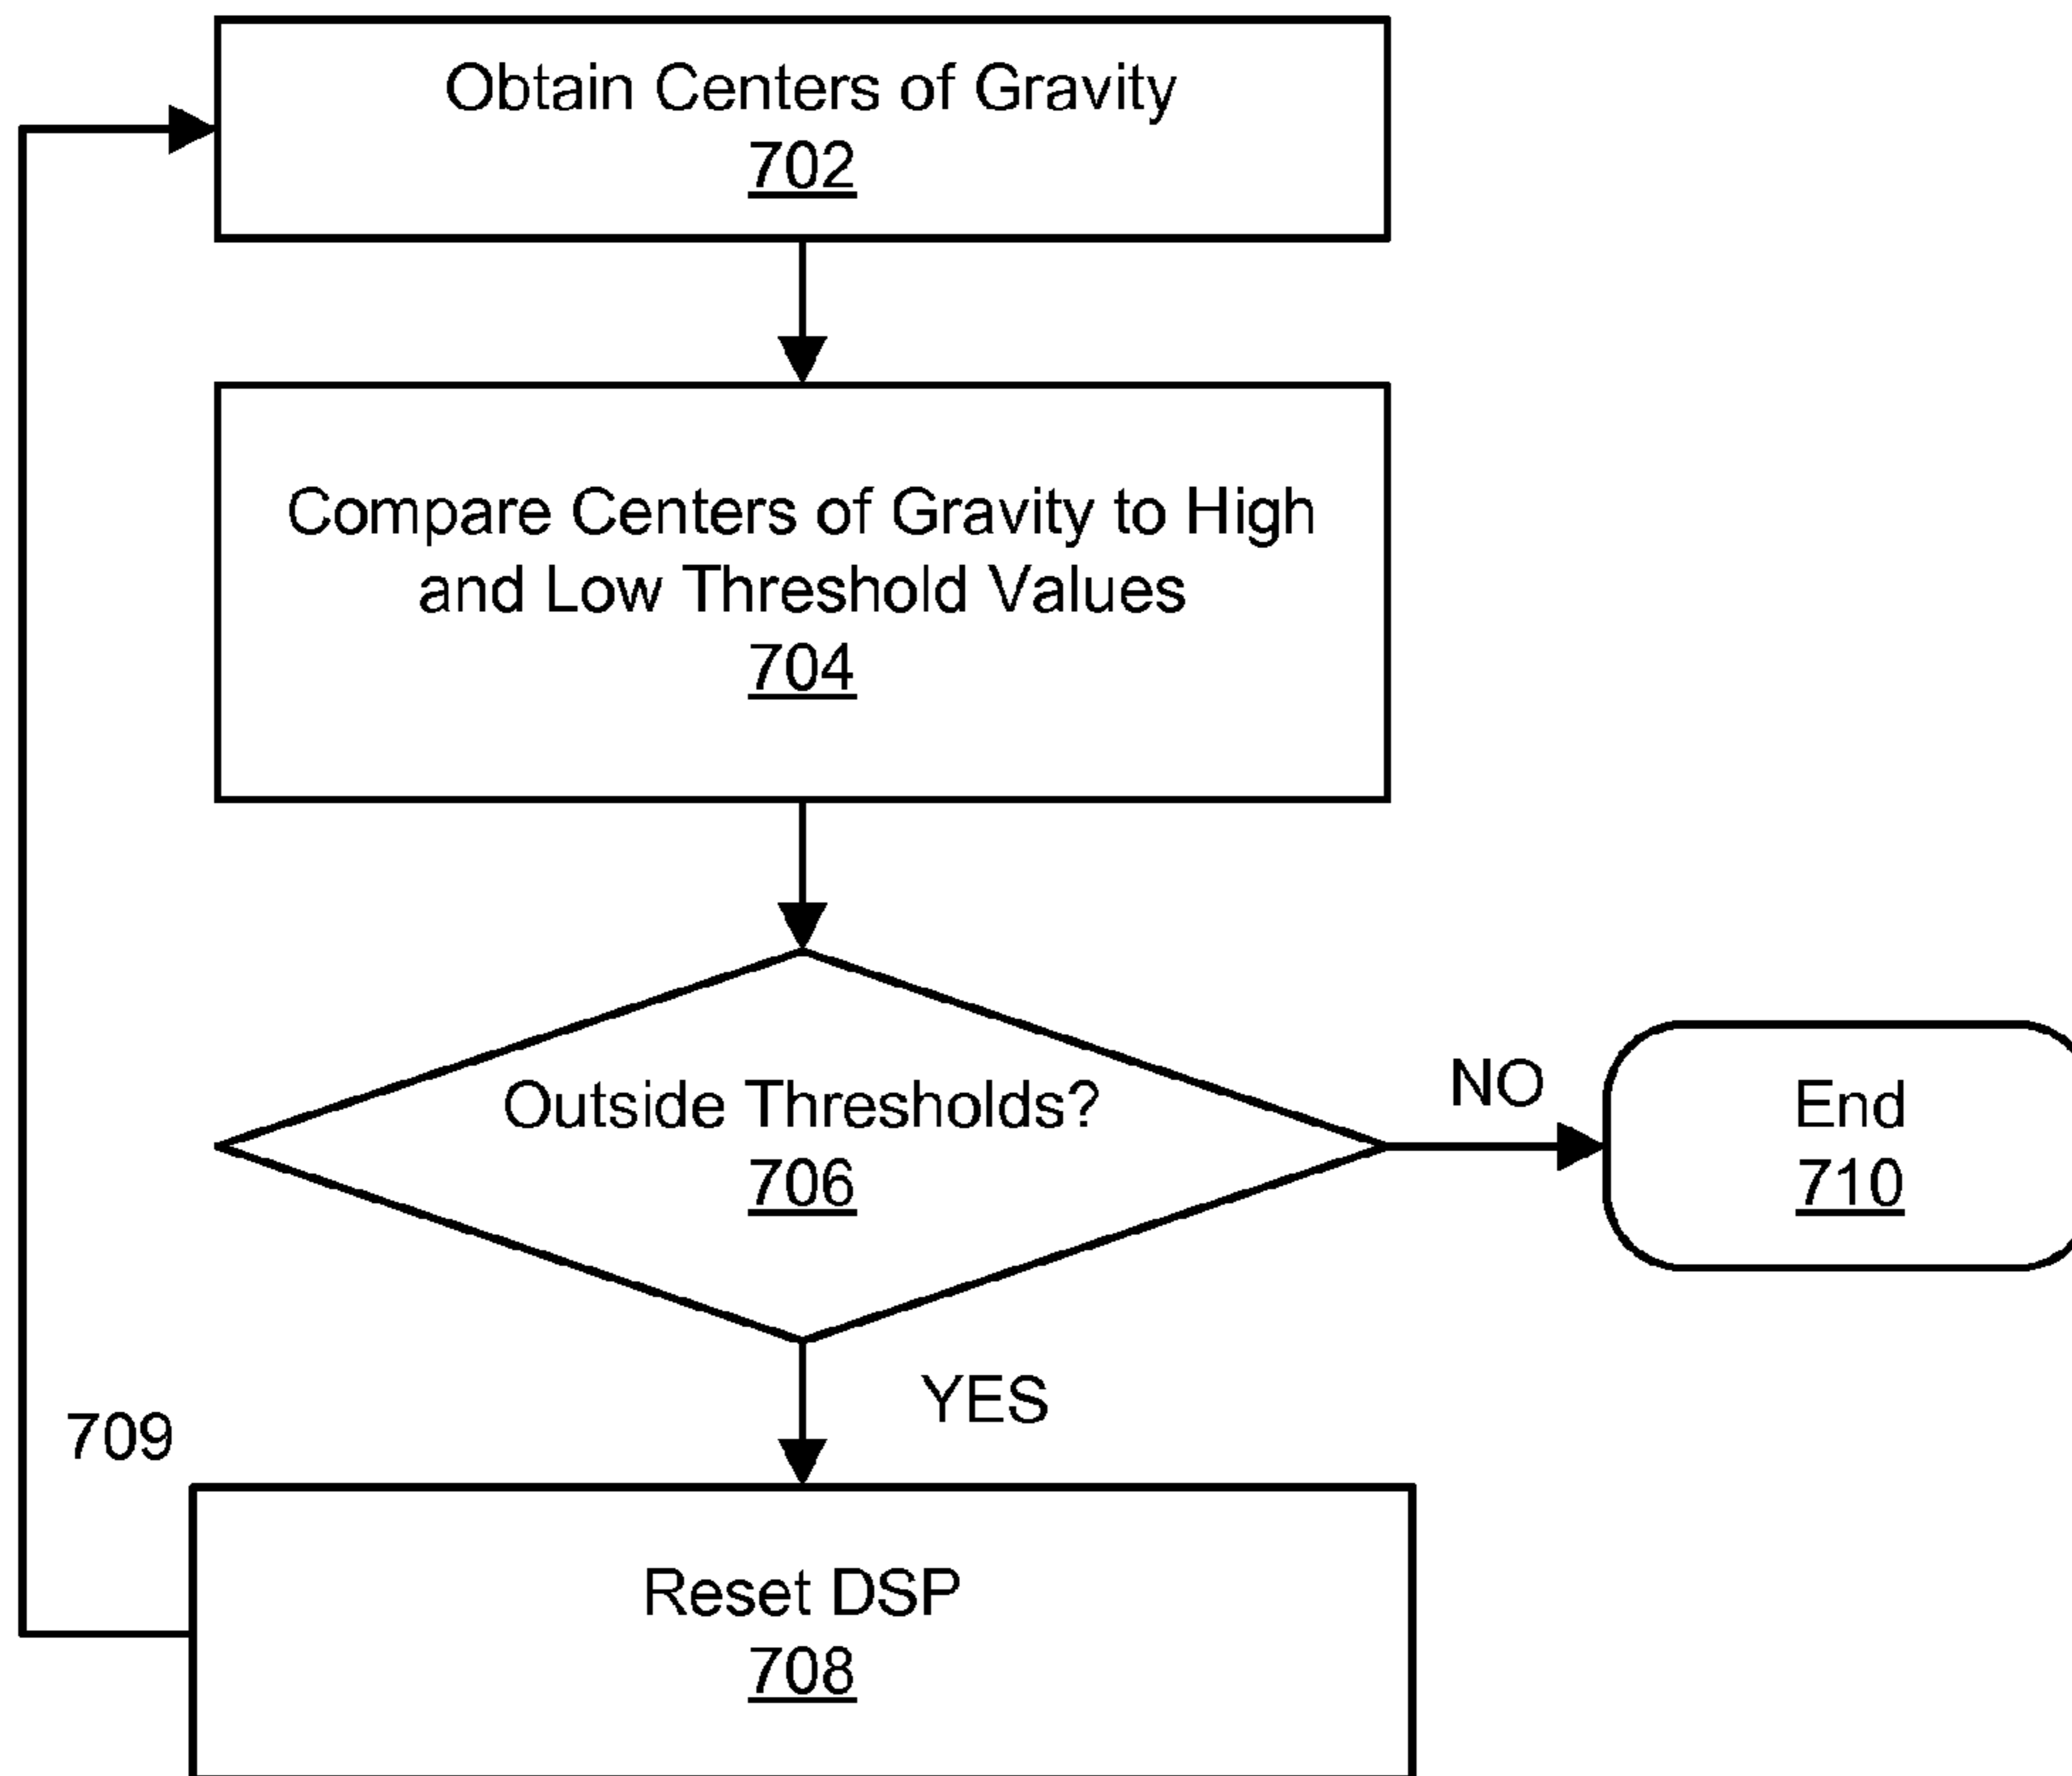 Obtain Centers of Gravity
702
Compare Centers of Gravity to High
and Low Threshold Values
704
Outside Thresholds?
706
NO
End
710
YES
709
Reset DSP
708